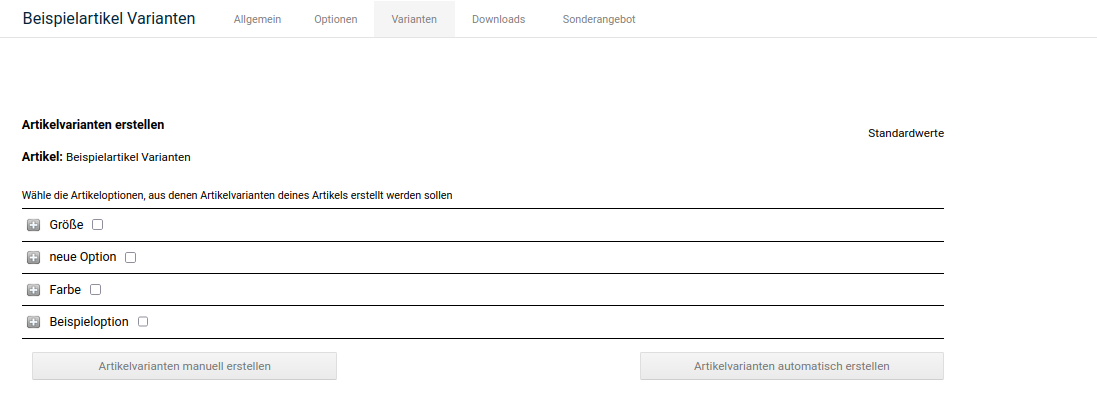 Beispielartikel Varianten Allgemein Optionen Varianten Downloads Sonderangebot
Artikelvarianten erstellen
Standardwerte
Artikel: Beispielartikel Varianten
Wähle die Artikeloptionen, aus denen Artikelvarianten deines Artikels erstellt werden sollen
Größe
neue Option
Farbe
Beispieloption
Artikelvarianten manuell erstellen Artikelvarianten automatisch erstellen